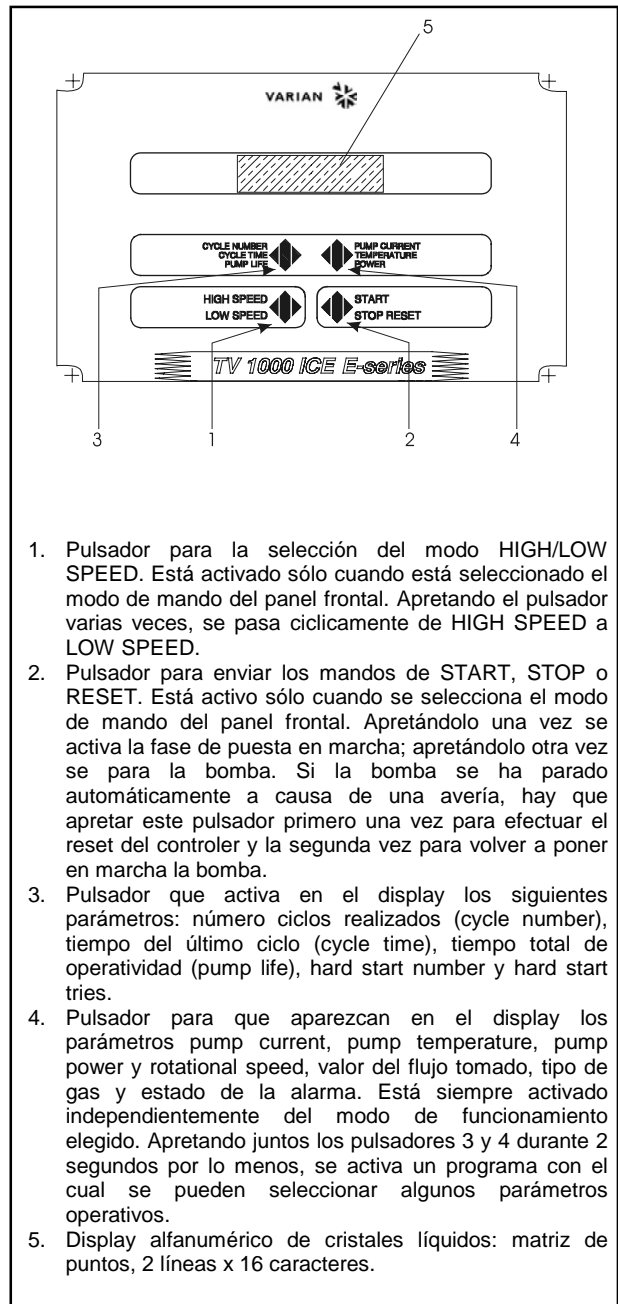 5
VARIAN
CYCLE NUMBER
CYCLE TIME
PUMP LIFE
PUMP CURRENT
TEMPERATURE
POWER
HIGH SPEED
LOW SPEED
START
STOP RESET
TV 1000 ICE E-series
3 1 2 4
1. Pulsador para la selección del modo HIGH/LOW
SPEED. Está activado sólo cuando está seleccionado el
modo de mando del panel frontal. Apretando el pulsador
varias veces, se pasa ciclicamente de HIGH SPEED a
LOW SPEED.
2. Pulsador para enviar los mandos de START, STOP o
RESET. Está activo sólo cuando se selecciona el modo
de mando del panel frontal. Apretándolo una vez se
activa la fase de puesta en marcha; apretándolo otra vez
se para la bomba. Si la bomba se ha parado
automáticamente a causa de una avería, hay que
apretar este pulsador primero una vez para efectuar el
reset del controler y la segunda vez para volver a poner
en marcha la bomba.
3. Pulsador que activa en el display los siguientes
parámetros: número ciclos realizados (cycle number),
tiempo del último ciclo (cycle time), tiempo total de
operatividad (pump life), hard start number y hard start
tries.
4. Pulsador para que aparezcan en el display los
parámetros pump current, pump temperature, pump
power y rotational speed, valor del flujo tomado, tipo de
gas y estado de la alarma. Está siempre activado
independientemente del modo de funcionamiento
elegido. Apretando juntos los pulsadores 3 y 4 durante 2
segundos por lo menos, se activa un programa con el
cual se pueden seleccionar algunos parámetros
operativos.
5. Display alfanumérico de cristales líquidos: matriz de
puntos, 2 líneas x 16 caracteres.